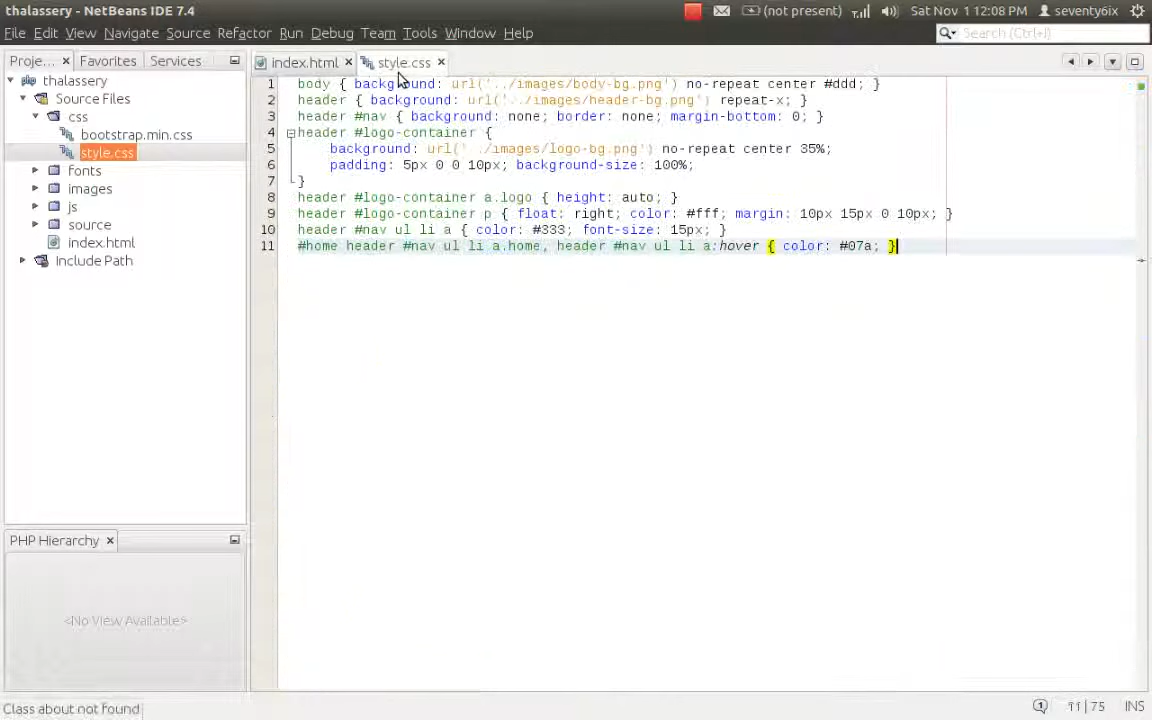 thalassery - NetBeans IDE 7.4
(not present)
Sat Nov 1 12:08 PM
seventy6ix
File Edit View Navigate Source Refactor Run Debug Team Tools Window Help
Search (Ctrl+I)
Proje... × Favorites Services
index.html × style.css ×
thalassery
Source Files
css
bootstrap.min.css
style.css
fonts
images
js
source
index.html
Include Path
1 body { background: url('../images/body-bg.png') no-repeat center #ddd; }
2 header { background: url('../images/header-bg.png') repeat-x; }
3 header #nav { background: none; border: none; margin-bottom: 0; }
4 header #logo-container {
5 background: url('../images/logo-bg.png') no-repeat center 35%;
6 padding: 5px 0 0 10px; background-size: 100%;
7 }
8 header #logo-container a.logo { height: auto; }
9 header #logo-container p { float: right; color: #fff; margin: 10px 15px 0 10px; }
10 header #nav ul li a { color: #333; font-size: 15px; }
11 #home header #nav ul li a.home, header #nav ul li a:hover { color: #07a; }
PHP Hierarchy ×
<No View Available>
Class about not found
11 | 75 INS